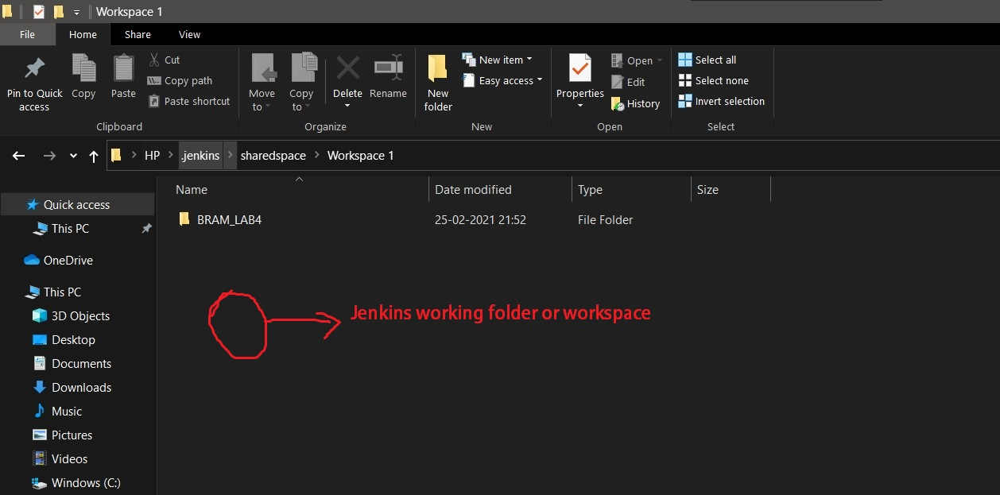 Workspace 1
File Home Share View
Pin to Quick access
Copy
Paste
Cut
Copy path
Paste shortcut
Clipboard
Move to
Copy to
Delete
Rename
Organize
New folder
New item
Easy access
New
Properties
Open
Edit
History
Open
Select all
Select none
Invert selection
Select
HP > .jenkins > sharedspace > Workspace 1
Name Date modified Type Size
BRAM_LAB4 25-02-2021 21:52 File Folder
Quick access
This PC
OneDrive
This PC
3D Objects
Desktop
Documents
Downloads
Music
Pictures
Videos
Windows (C:)
Jenkins working folder or workspace